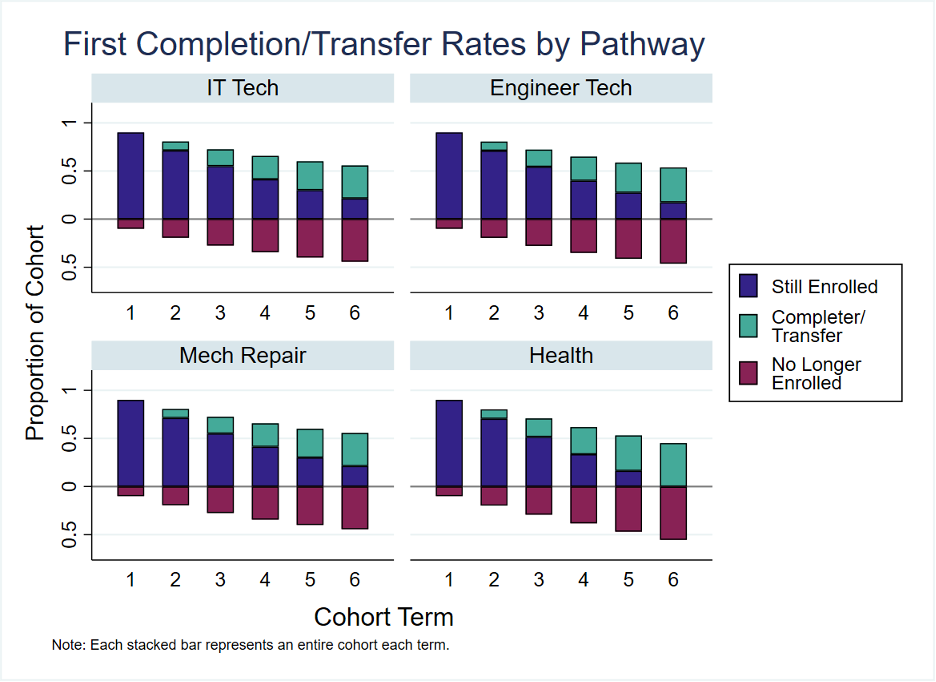 First Completion/Transfer Rates by Pathway
IT Tech
Engineer Tech
1
0.5
0
0.5
1 2 3 4 5 6
1 2 3 4 5 6
Mech Repair
Health
1
0.5
0
0.5
1 2 3 4 5 6
1 2 3 4 5 6
Proportion of Cohort
Cohort Term
Still Enrolled
Completer/
Transfer
No Longer
Enrolled
Note: Each stacked bar represents an entire cohort each term.